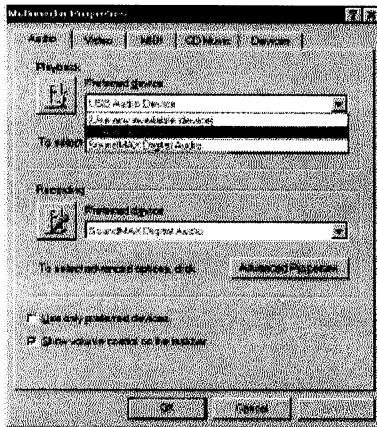 Multimedia Properties
Audio
Video
MIDI
CD Music
Devices
Playback
Preferred device
USB Audio Device
Use any available device
SoundMAX Digital Audio
To select
Recording
Preferred device
SoundMAX Digital Audio
To select advanced options, click
Advanced Properties
Use only preferred devices
Show volume control on the taskbar
OK
Cancel